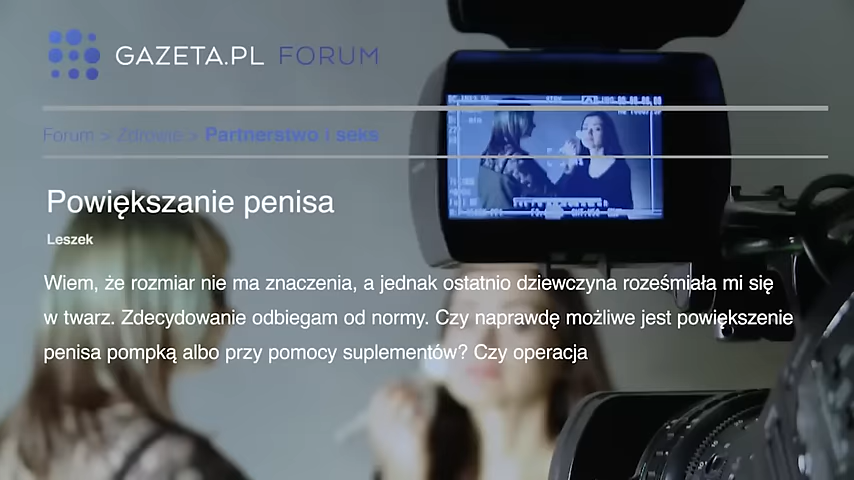 GAZETA.PL FORUM
Forum > Zdrowie > Partnerstwo i seks
Powiększanie penisa
Leszek
Wiem, że rozmiar nie ma znaczenia, a jednak ostatnio dziewczyna roześmiała mi się
w twarz. Zdecydowanie odbiegam od normy. Czy naprawdę możliwe jest powiększenie
penisa pompką albo przy pomocy suplementów? Czy operacja
min